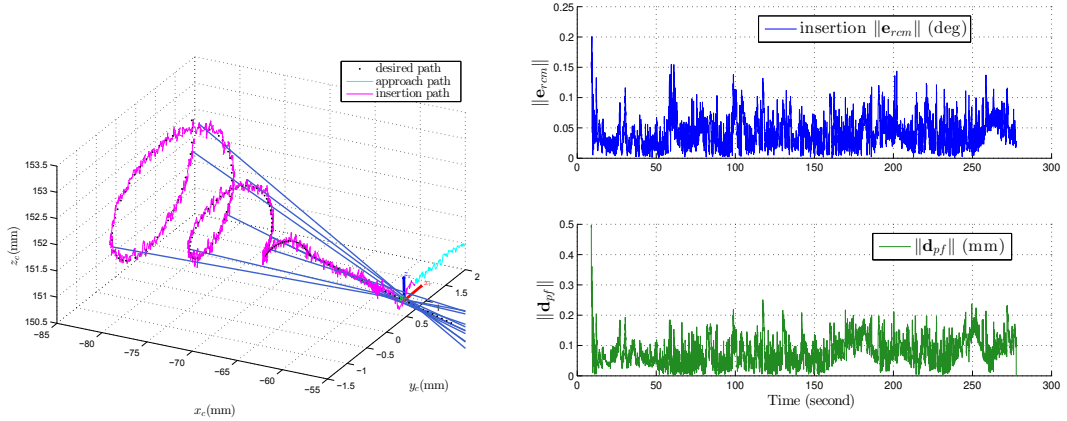 desired path
approach path
insertion path
153.5
153
152.5
152
151.5
151
150.5
z_c(mm)
−85
−80
−75
−70
−65
−60
−55
x_c(mm)
−1.5
−1
−0.5
0
0.5
1
1.5
2
y_c(mm)
0.25
0.2
0.15
0.1
0.05
0
‖e_rcm‖
insertion ‖e_rcm‖ (deg)
0 50 100 150 200 250 300
0.5
0.4
0.3
0.2
0.1
0
‖d_pf‖
‖d_pf‖ (mm)
0 50 100 150 200 250 300
Time (second)